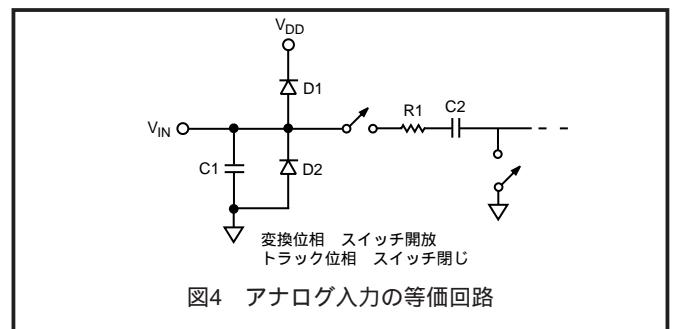 VDD
D1
VIN
R1
C2
C1
D2
変換位相 スイッチ開放
トラック位相 スイッチ閉じ
図4 アナログ入力の等価回路